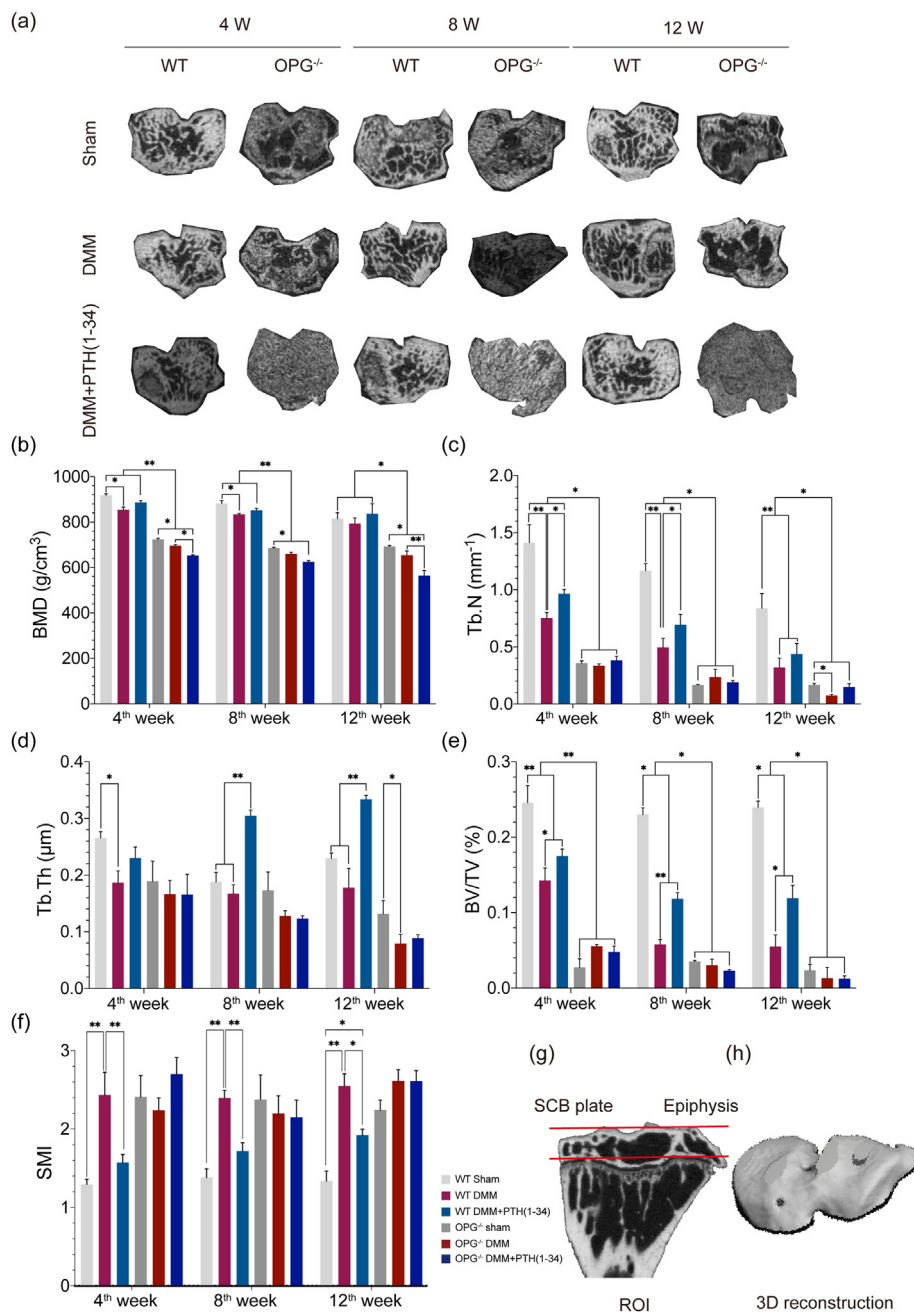 (a)
4 W
8 W
12 W
WT
OPG⁻/⁻
WT
OPG⁻/⁻
WT
OPG⁻/⁻
Sham
DMM
DMM+PTH(1-34)
(b)
BMD (g/cm³)
1000
800
600
400
200
0
** ** *
* * * * * * **
4th week
8th week
12th week
(c)
Tb.N (mm⁻¹)
2.0
1.5
1.0
0.5
0.0
* * *
** * ** * ** *
4th week
8th week
12th week
(d)
Tb.Th (μm)
0.4
0.3
0.2
0.1
0.0
* ** ** *
4th week
8th week
12th week
(e)
BV/TV (%)
0.3
0.2
0.1
0.0
** ** * * * *
* ** *
4th week
8th week
12th week
(f)
SMI
3
2
1
0
** ** ** ** * ** *
4th week
8th week
12th week
WT Sham
WT DMM
WT DMM+PTH(1-34)
OPG⁻/⁻ sham
OPG⁻/⁻ DMM
OPG⁻/⁻ DMM+PTH(1-34)
(g)
SCB plate
Epiphysis
ROI
(h)
3D reconstruction